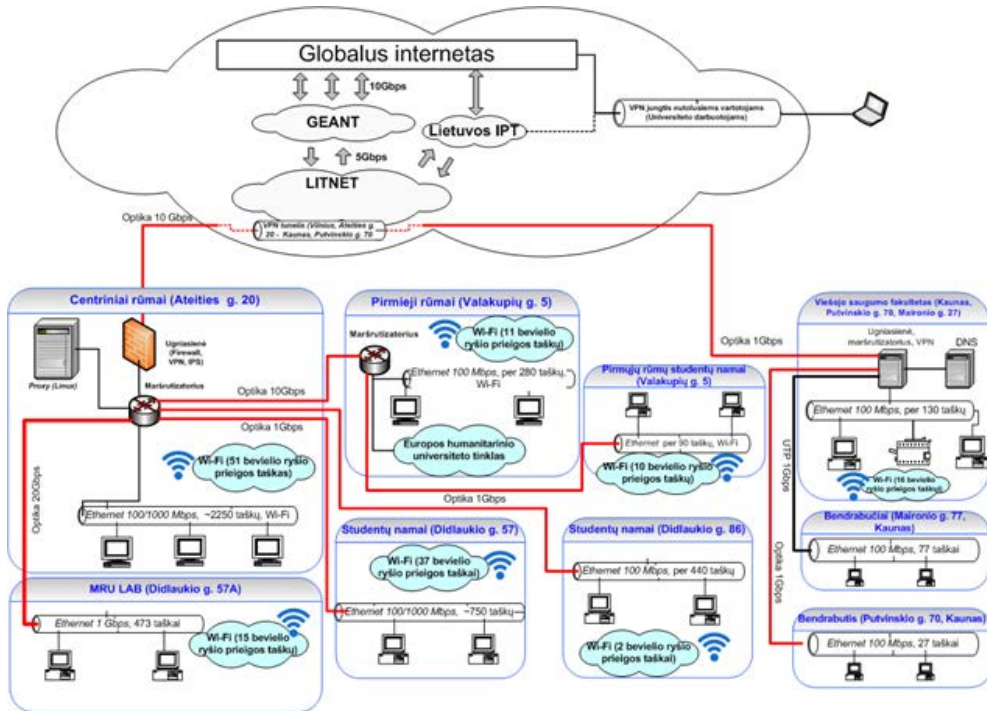 Globalus internetas
10Gbps
GEANT
Lietuvos IPT
VPN jungtis nutolusiems vartotojams
(Universiteto darbuotojams)
5Gbps
LITNET
Optika 10 Gbps
VPN tunelis (Vilnius, Ateities g.
20 - Kaunas, Putvinskio g. 70
Centriniai rūmai (Ateities g. 20)
Proxy (Linux)
Ugniasienė
(Firewall,
VPN, IPS)
Maršrutizatorius
Wi-Fi (51 bevielio ryšio
prieigos taškas)
Ethernet 100/1000 Mbps, ~2250 taškų, Wi-Fi
Optika 20Gbps
Optika 10Gbps
Optika 1Gbps
Pirmieji rūmai (Valakupių g. 5)
Maršrutizatorius
Wi-Fi (11 bevielio
ryšio prieigos taškų)
Ethernet 100 Mbps, per 280 taškų,
Wi-Fi
Europos humanitarinio
universiteto tinklas
Optika 1Gbps
Pirmųjų rūmų studentų namai
(Valakupių g. 5)
Ethernet per 90 taškų, Wi-Fi
Wi-Fi (10 bevielio ryšio
prieigos taškų)
Optika 1Gbps
Viešojo saugumo fakultetas (Kaunas,
Putvinskio g. 70, Maironio g. 27)
Ugniasienė,
maršrutizatorius, VPN
DNS
Ethernet 100 Mbps, per 130 taškų
Wi-Fi (16 bevielio ryšio
prieigos taškų)
UTP 1Gbps
Optika 1Gbps
Bendrabučiai (Maironio g. 77,
Kaunas)
Ethernet 100 Mbps, 77 taškai
Bendrabutis (Putvinskio g. 70, Kaunas)
Ethernet 100 Mbps, 27 taškai
MRU LAB (Didlaukio g. 57A)
Ethernet 1 Gbps, 473 taškai
Wi-Fi (15 bevielio
ryšio prieigos taškų)
Studentų namai (Didlaukio g. 57)
Wi-Fi (37 bevielio
ryšio prieigos taškai)
Ethernet 100/1000 Mbps, ~750 taškų
Studentų namai (Didlaukio g. 86)
Ethernet 100 Mbps, per 440 taškų
Wi-Fi (2 bevielio ryšio
prieigos taškai)